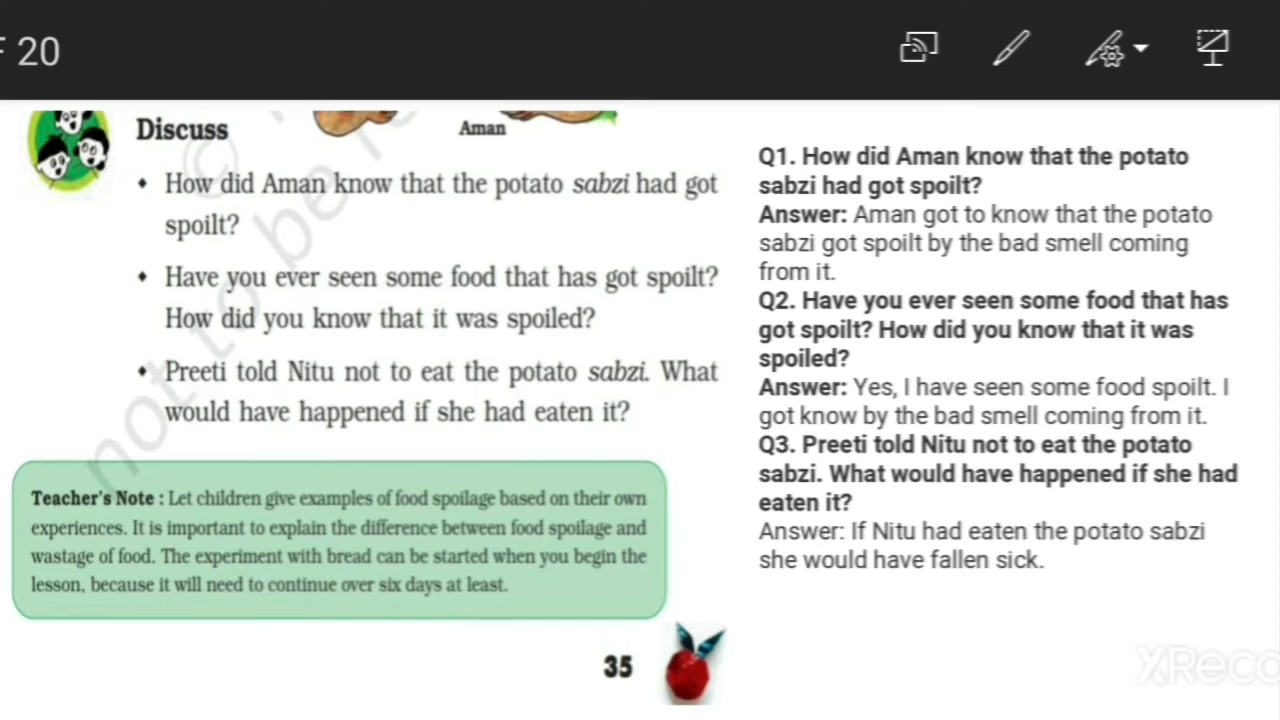 F 20
Discuss
Aman
• How did Aman know that the potato sabzi had got
spoilt?
• Have you ever seen some food that has got spoilt?
How did you know that it was spoiled?
• Preeti told Nitu not to eat the potato sabzi. What
would have happened if she had eaten it?
Teacher's Note : Let children give examples of food spoilage based on their own
experiences. It is important to explain the difference between food spoilage and
wastage of food. The experiment with bread can be started when you begin the
lesson, because it will need to continue over six days at least.
35
© 
not to be re
Q1. How did Aman know that the potato
sabzi had got spoilt?
Answer: Aman got to know that the potato
sabzi got spoilt by the bad smell coming
from it.
Q2. Have you ever seen some food that has
got spoilt? How did you know that it was
spoiled?
Answer: Yes, I have seen some food spoilt. I
got know by the bad smell coming from it.
Q3. Preeti told Nitu not to eat the potato
sabzi. What would have happened if she had
eaten it?
Answer: If Nitu had eaten the potato sabzi
she would have fallen sick.
XReco